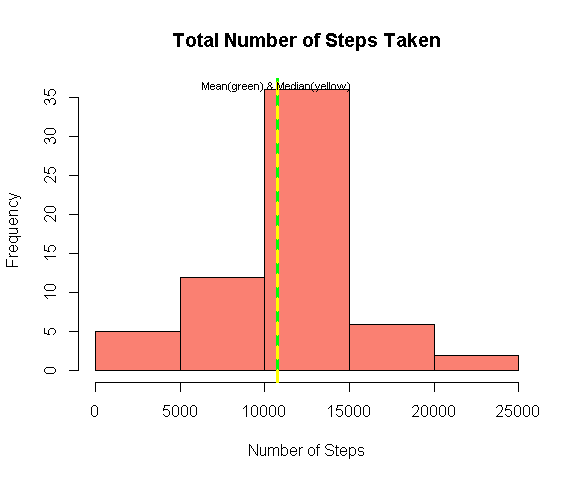 Total Number of Steps Taken
Mean(green) & Median(yellow)
Frequency
35
30
25
20
15
10
5
0
0 5000 10000 15000 20000 25000
Number of Steps